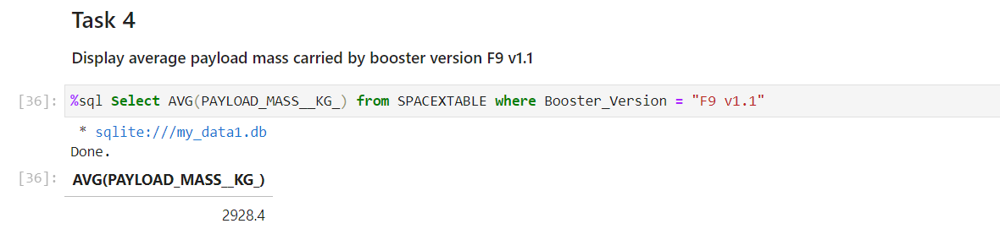 Task 4
Display average payload mass carried by booster version F9 v1.1
[36]: %sql Select AVG(PAYLOAD_MASS__KG_) from SPACEXTABLE where Booster_Version = "F9 v1.1"
* sqlite:///my_data1.db
Done.
[36]: AVG(PAYLOAD_MASS__KG_)
2928.4